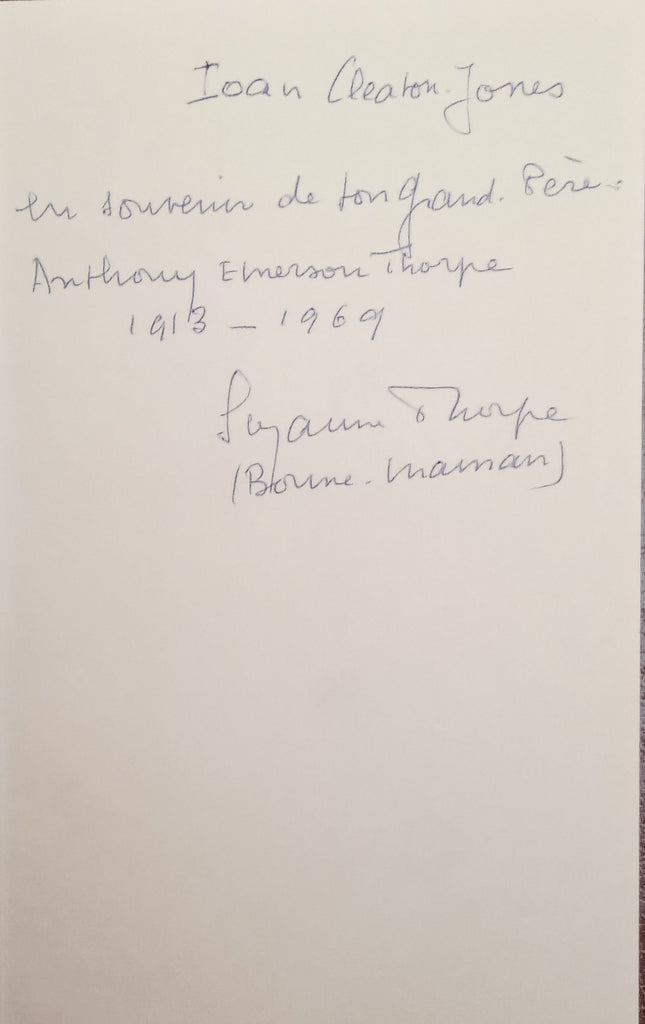 Ioan Cleaton-Jones
en souvenir de ton Grand-Père-
Anthony Emerson Thorpe
1913 - 1969
Suzanne Thorpe
(Bonne-maman)